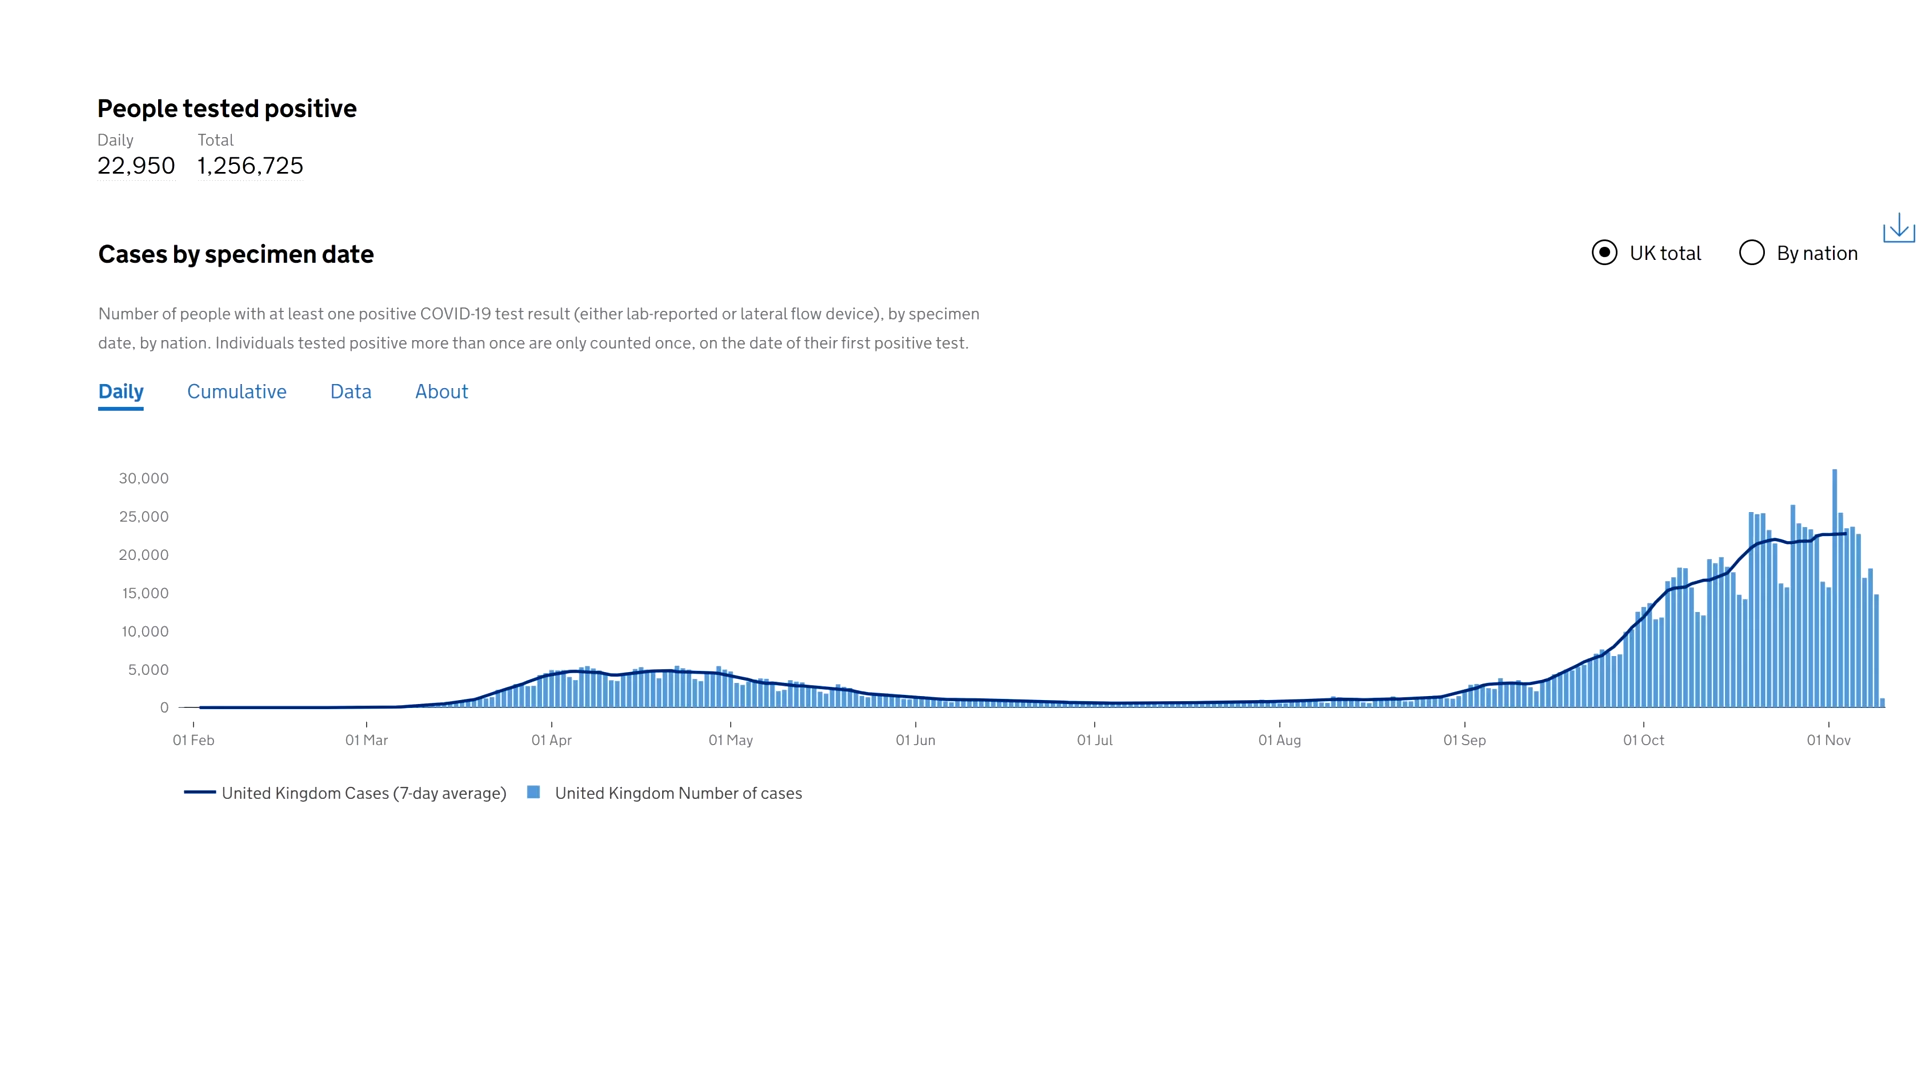 People tested positive
Daily Total
22,950 1,256,725
Cases by specimen date
UK total By nation
Number of people with at least one positive COVID-19 test result (either lab-reported or lateral flow device), by specimen
date, by nation. Individuals tested positive more than once are only counted once, on the date of their first positive test.
Daily Cumulative Data About
30,000
25,000
20,000
15,000
10,000
5,000
0
01 Feb 01 Mar 01 Apr 01 May 01 Jun 01 Jul 01 Aug 01 Sep 01 Oct 01 Nov
United Kingdom Cases (7-day average) United Kingdom Number of cases